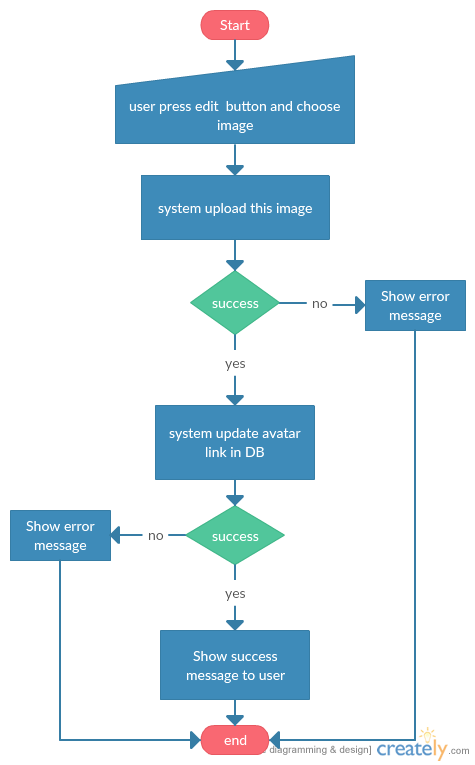 Start
user press edit button and choose
image
system upload this image
success
no
Show error
message
yes
system update avatar
link in DB
Show error
message
no
success
yes
Show success
message to user
end
diagramming & design]
creately
.com